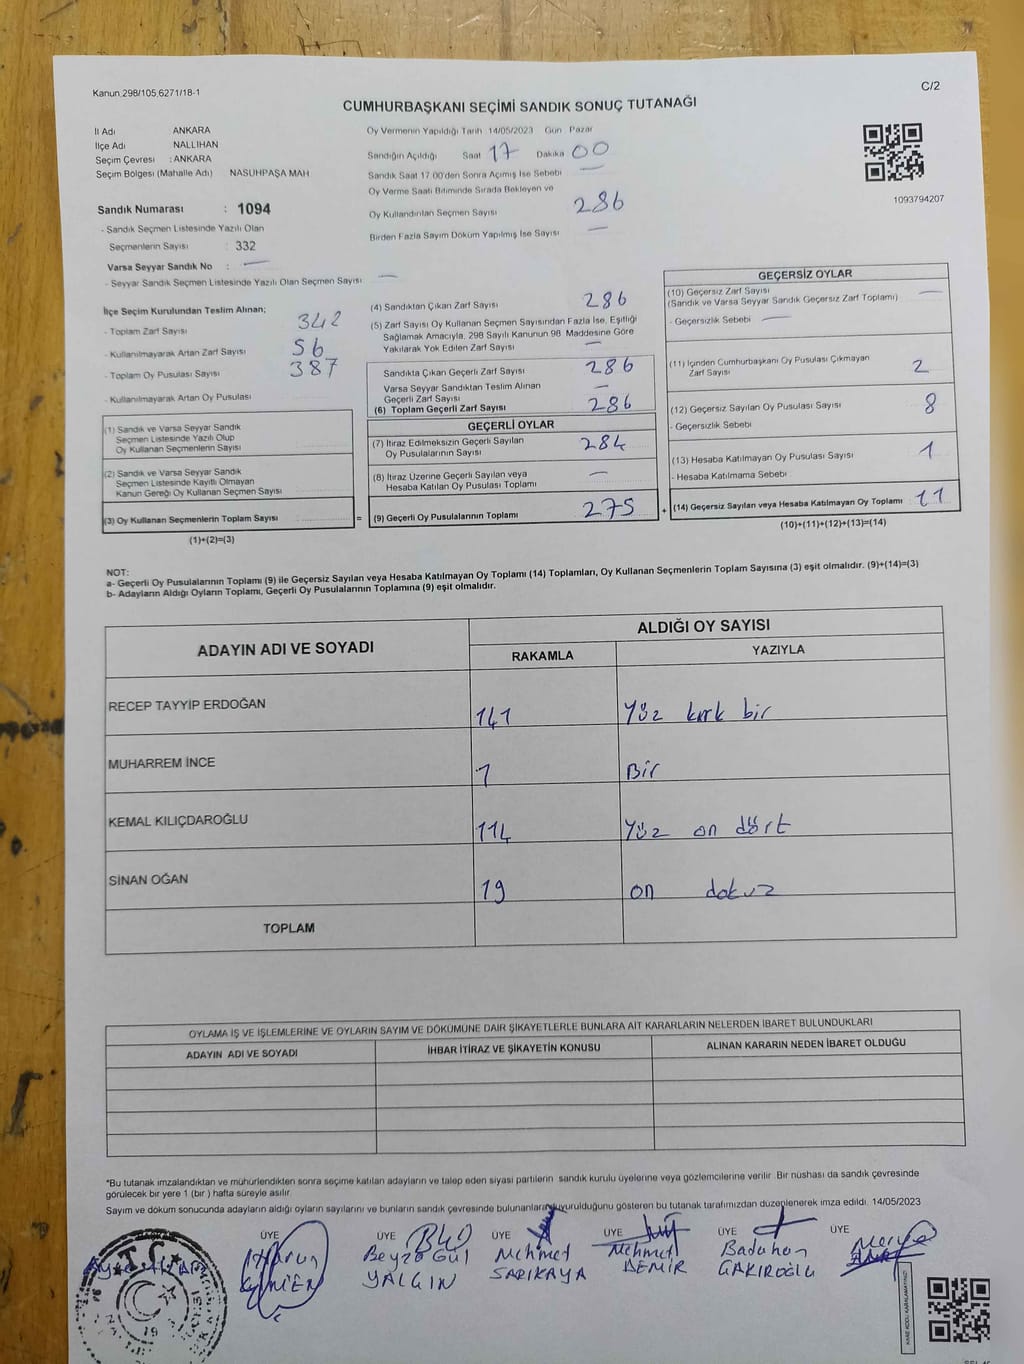 Kanun.298/105,6271/18-1
C/2
CUMHURBAŞKANI SEÇİMİ SANDIK SONUÇ TUTANAĞI
İl Adı ANKARA
İlçe Adı NALLIHAN
Seçim Çevresi : ANKARA
Seçim Bölgesi (Mahalle Adı) NASUHPAŞA MAH
Sandık Numarası : 1094
- Sandık Seçmen Listesinde Yazılı Olan
Seçmenlerin Sayısı : 332
Varsa Seyyar Sandık No : —
- Seyyar Sandık Seçmen Listesinde Yazılı Olan Seçmen Sayısı —
Oy Vermenin Yapıldığı Tarih 14/05/2023 Gün Pazar
Sandığın Açıldığı Saat 17 Dakika 00
Sandık Saat 17.00'den Sonra Açımış İse Sebebi —
Oy Verme Saati Bitiminde Sırada Bekleyen ve
Oy Kullandırılan Seçmen Sayısı 286
Birden Fazla Sayım Döküm Yapılmış İse Sayısı —
1093794207
İlçe Seçim Kurulundan Teslim Alınan;
- Toplam Zarf Sayısı 342
- Kullanılmayarak Artan Zarf Sayısı 56
- Toplam Oy Pusulası Sayısı 387
- Kullanılmayarak Artan Oy Pusulası
(1) Sandık ve Varsa Seyyar Sandık
Seçmen Listesinde Yazılı Olup
Oy Kullanan Seçmenlerin Sayısı
(2) Sandık ve Varsa Seyyar Sandık
Seçmen Listesinde Kayıtlı Olmayan
Kanun Gereği Oy Kullanan Seçmen Sayısı
(3) Oy Kullanan Seçmenlerin Toplam Sayısı =
(1)+(2)=(3)
(4) Sandıktan Çıkan Zarf Sayısı 286
(5) Zarf Sayısı Oy Kullanan Seçmen Sayısından Fazla İse, Eşitliği
Sağlamak Amacıyla, 298 Sayılı Kanunun 98. Maddesine Göre
Yakılarak Yok Edilen Zarf Sayısı —
Sandıkta Çıkan Geçerli Zarf Sayısı 286
Varsa Seyyar Sandıktan Teslim Alınan
Geçerli Zarf Sayısı —
(6) Toplam Geçerli Zarf Sayısı 286
GEÇERLİ OYLAR
(7) İtiraz Edilmeksizin Geçerli Sayılan
Oy Pusulalarının Sayısı 284
(8) İtiraz Üzerine Geçerli Sayılan veya
Hesaba Katılan Oy Pusulası Toplamı —
(9) Geçerli Oy Pusulalarının Toplamı 275 +
GEÇERSİZ OYLAR
(10) Geçersiz Zarf Sayısı —
(Sandık ve Varsa Seyyar Sandık Geçersiz Zarf Toplamı)
- Geçersizlik Sebebi —
(11) İçinden Cumhurbaşkanı Oy Pusulası Çıkmayan
Zarf Sayısı 2
(12) Geçersiz Sayılan Oy Pusulası Sayısı 8
- Geçersizlik Sebebi
(13) Hesaba Katılmayan Oy Pusulası Sayısı 1
- Hesaba Katılmama Sebebi
(14) Geçersiz Sayılan veya Hesaba Katılmayan Oy Toplamı 11
(10)+(11)+(12)+(13)=(14)
NOT:
a- Geçerli Oy Pusulalarının Toplamı (9) ile Geçersiz Sayılan veya Hesaba Katılmayan Oy Toplamı (14) Toplamları, Oy Kullanan Seçmenlerin Toplam Sayısına (3) eşit olmalıdır. (9)+(14)=(3)
b- Adayların Aldığı Oyların Toplamı, Geçerli Oy Pusulalarının Toplamına (9) eşit olmalıdır.
ADAYIN ADI VE SOYADI
ALDIĞI OY SAYISI
RAKAMLA YAZIYLA
RECEP TAYYİP ERDOĞAN 141 Yüz kırk bir
MUHARREM İNCE 1 Bir
KEMAL KILIÇDAROĞLU 114 Yüz on dört
SİNAN OĞAN 19 on dokuz
TOPLAM
OYLAMA İŞ VE İŞLEMLERİNE VE OYLARIN SAYIM VE DÖKÜMÜNE DAİR ŞİKAYETLERLE BUNLARA AİT KARARLARIN NELERDEN İBARET BULUNDUKLARI
ADAYIN ADI VE SOYADI İHBAR İTİRAZ VE ŞİKAYETİN KONUSU ALINAN KARARIN NEDEN İBARET OLDUĞU
*Bu tutanak imzalandıktan ve mühürlendikten sonra seçime katılan adayların ve talep eden siyasi partilerin sandık kurulu üyelerine veya gözlemcilerine verilir. Bir nüshası da sandık çevresinde
görülecek bir yere 1 (bir ) hafta süreyle asılır.
Sayım ve döküm sonucunda adayların aldığı oyların sayılarını ve bunların sandık çevresinde bulunanlara duyurulduğunu gösteren bu tutanak tarafımızdan düzenlenerek imza edildi. 14/05/2023
BAŞKAN ÜYE ÜYE ÜYE ÜYE ÜYE ÜYE
Harun Beyza Gül Mehmet Mehmet Baduhan
YALGIN SARIKAYA DEMİR GAKIROĞLU
T.C.